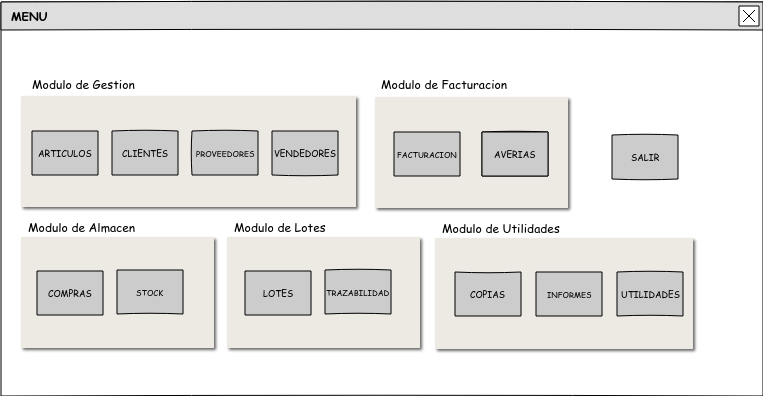 MENU
Modulo de Gestion
Modulo de Facturacion
ARTICULOS
CLIENTES
PROVEEDORES
VENDEDORES
FACTURACION
AVERIAS
SALIR
Modulo de Almacen
Modulo de Lotes
Modulo de Utilidades
COMPRAS
STOCK
LOTES
TRAZABILIDAD
COPIAS
INFORMES
UTILIDADES